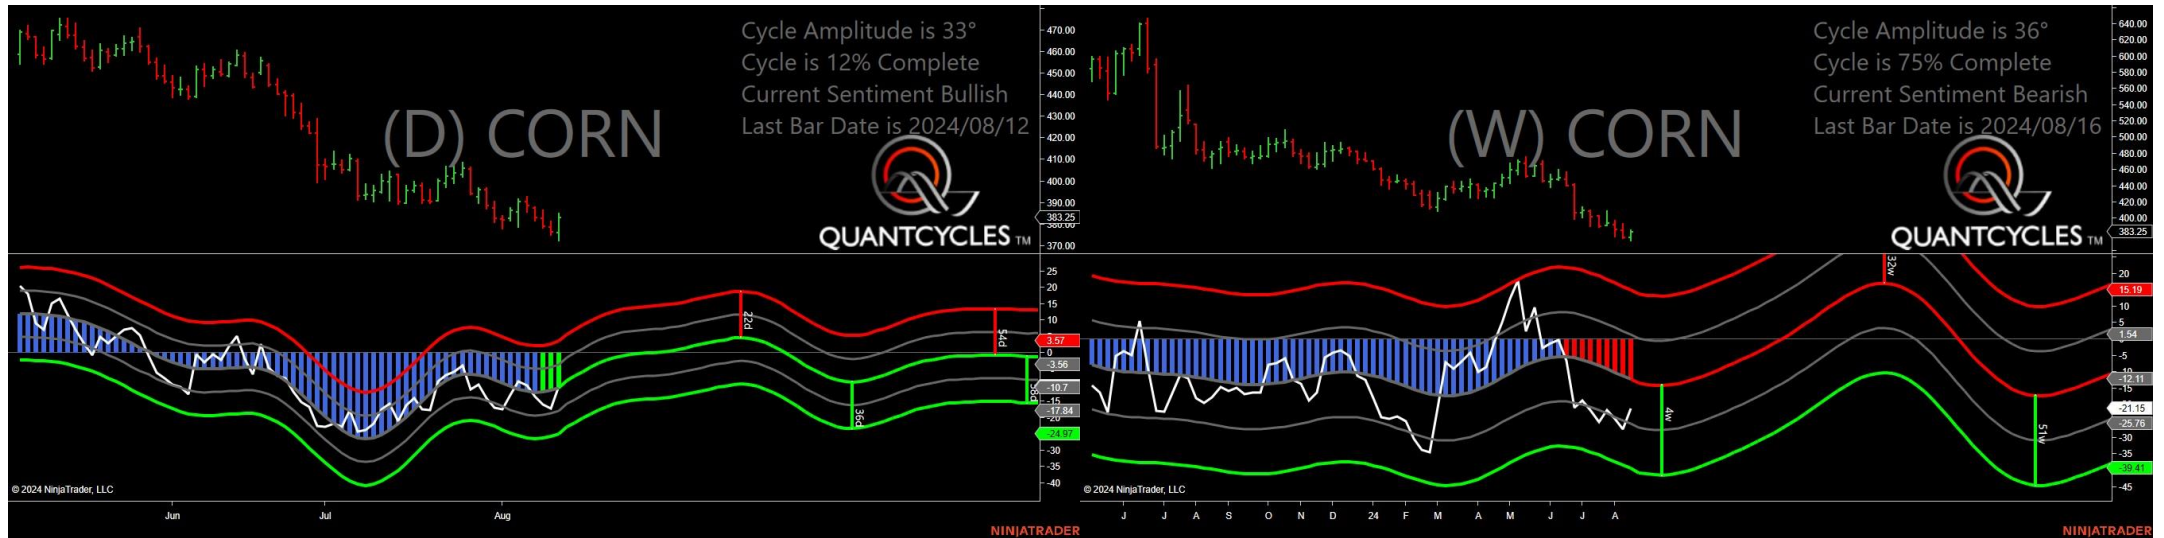 Cycle Amplitude is 33°
Cycle is 12% Complete
Current Sentiment Bullish
Last Bar Date is 2024/08/12
(D) CORN
QUANTCYCLES TM
470.00
460.00
450.00
440.00
430.00
420.00
410.00
400.00
390.00
383.25
380.00
370.00
25
20
15
10
5
3.57
0
-3.56
-10.7
-15
-17.84
-20
-24.97
-30
-35
-40
22d
36d
54d
© 2024 NinjaTrader, LLC
Jun
Jul
Aug
NINJATRADER
Cycle Amplitude is 36°
Cycle is 75% Complete
Current Sentiment Bearish
Last Bar Date is 2024/08/16
(W) CORN
QUANTCYCLES TM
640.00
620.00
600.00
580.00
560.00
540.00
520.00
500.00
480.00
460.00
440.00
420.00
400.00
383.25
20
15.19
10
5
1.54
-5
-12.11
-15
-21.15
-25.76
-30
-35
-39.41
-45
32w
4w
51w
© 2024 NinjaTrader, LLC
J
J
A
S
O
N
D
24
F
M
A
M
J
J
A
NINJATRADER